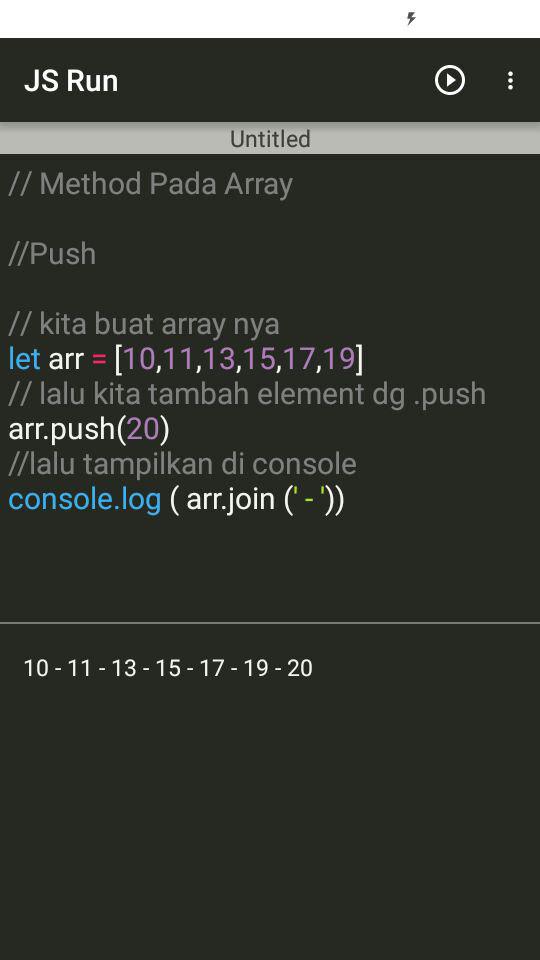 JS Run
Untitled
// Method Pada Array
//Push
// kita buat array nya
let arr = [10,11,13,15,17,19]
// lalu kita tambah element dg .push
arr.push(20)
//lalu tampilkan di console
console.log ( arr.join (' - '))
10 - 11 - 13 - 15 - 17 - 19 - 20